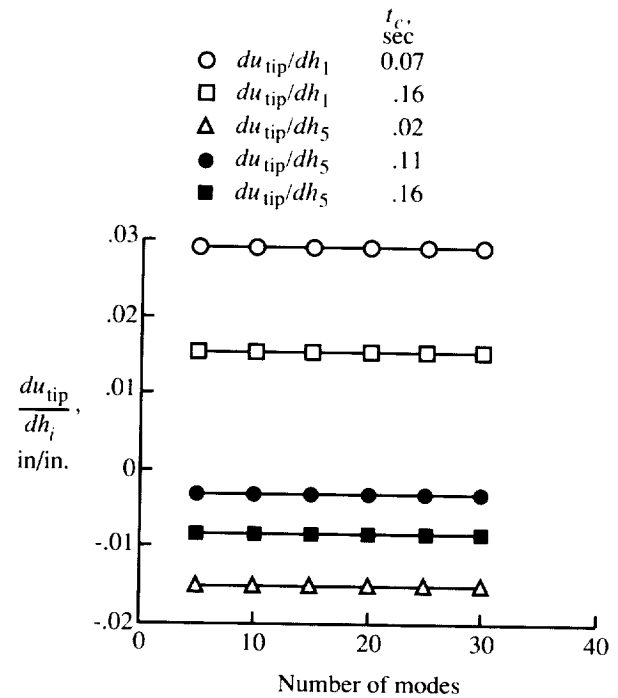 t_c,
sec
○ du_tip/dh_1 0.07
□ du_tip/dh_1 .16
△ du_tip/dh_5 .02
● du_tip/dh_5 .11
■ du_tip/dh_5 .16
.03
.02
.01
0
-.01
-.02
du_tip
dh_i
,
in/in.
0 10 20 30 40
Number of modes